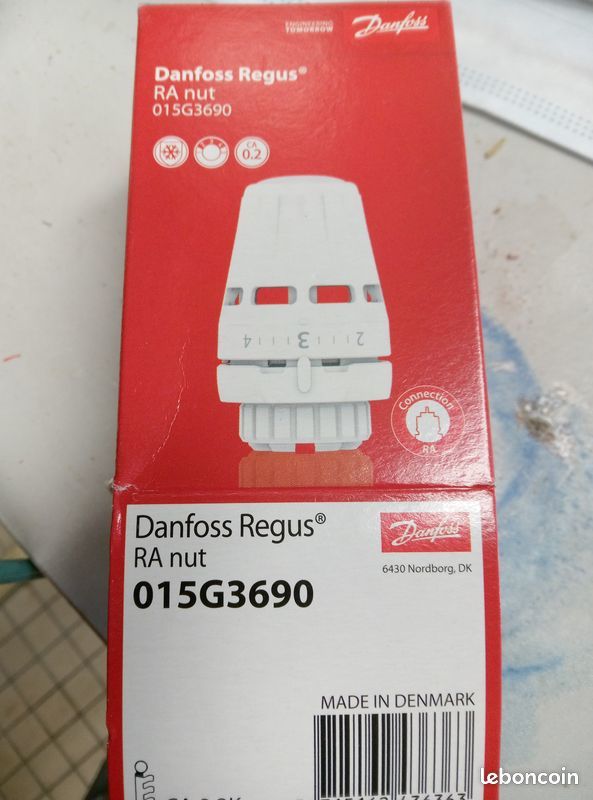 ENGINEERING
TOMORROW
Danfoss
Danfoss Regus®
RA nut
015G3690
CA
0.2
4 3 2
Connection
RA
Danfoss Regus®
RA nut
015G3690
Danfoss
6430 Nordborg, DK
MADE IN DENMARK
leboncoin